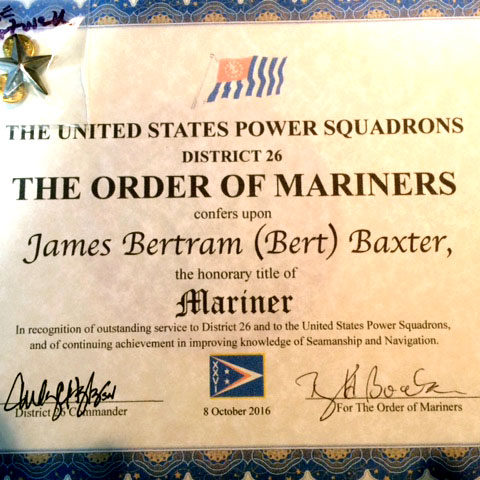 THE UNITED STATES POWER SQUADRONS
DISTRICT 26
THE ORDER OF MARINERS
confers upon
James Bertram (Bert) Baxter,
the honorary title of
Mariner
In recognition of outstanding service to District 26 and to the United States Power Squadrons,
and of continuing achievement in improving knowledge of Seamanship and Navigation.
XXVI
District 26 Commander
8 October 2016
For The Order of Mariners